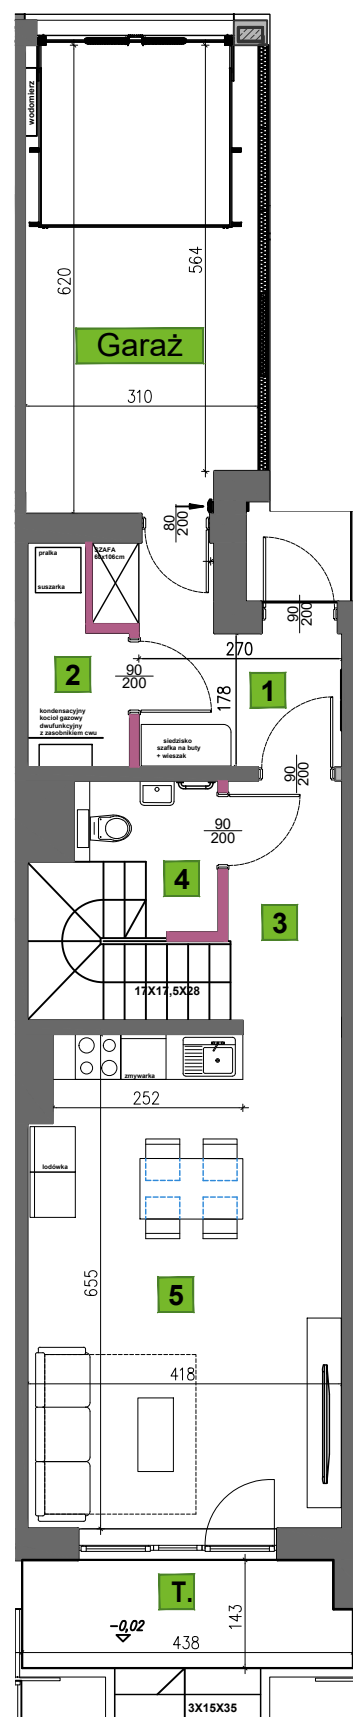 wodomierz
620
564
Garaż
310
80
200
pralka
SZAFA
60x106cm
suszarka
90
200
270
2
90
200
1
178
kondensacyjny
kocioł gazowy
dwufunkcyjny
z zasobnikiem cwu
siedzisko
szafka na buty
+ wieszak
90
200
90
200
4
3
17X17,5X28
zmywarka
252
lodówka
655
5
418
T.
-0,02
143
438
3X15X35